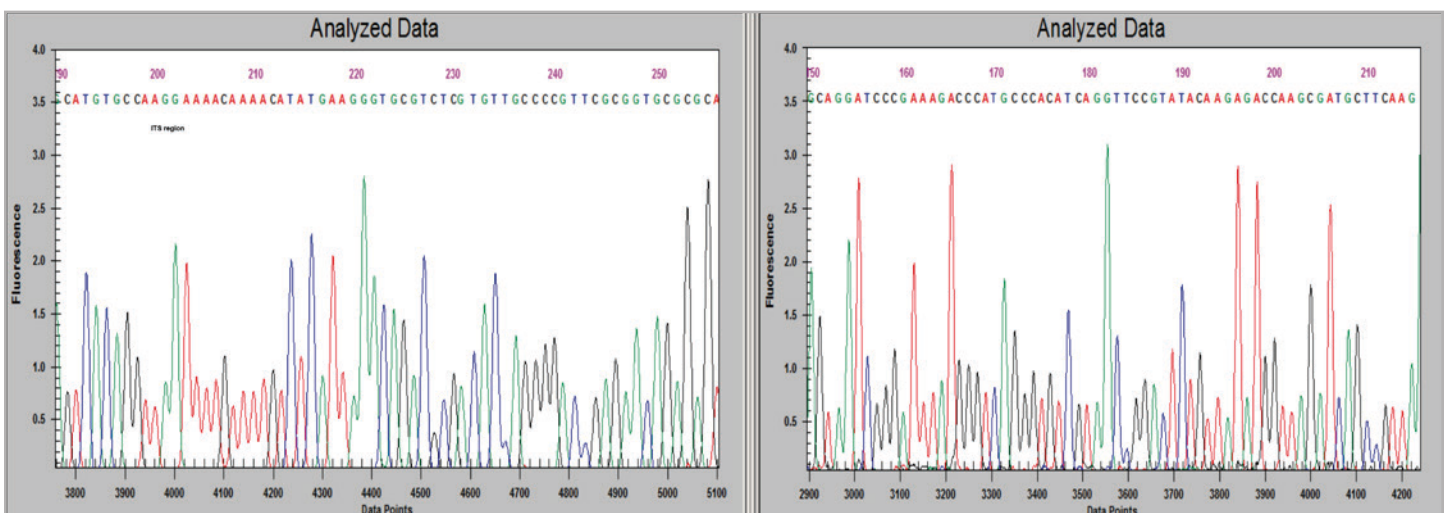 Analyzed Data
90 200 210 220 230 240 250
GCATGTGCCAAGGAAAACAAAACATATGAAGGGTGCGTCTCGTGTTGCCCCGTTCGCGGTGCGCGCA
ITS region
4.0
3.5
3.0
2.5
2.0
1.5
1.0
0.5
Fluorescence
3800 3900 4000 4100 4200 4300 4400 4500 4600 4700 4800 4900 5000 5100
Data Points
Analyzed Data
50 160 170 180 190 200 210
GCAGGATCCCGAAAGACCCATGCCCACATCAGGTTCCGTATACAAGAGACCAAGCGATGCTTCAAG
4.0
3.5
3.0
2.5
2.0
1.5
1.0
0.5
Fluorescence
2900 3000 3100 3200 3300 3400 3500 3600 3700 3800 3900 4000 4100 4200
Data Points